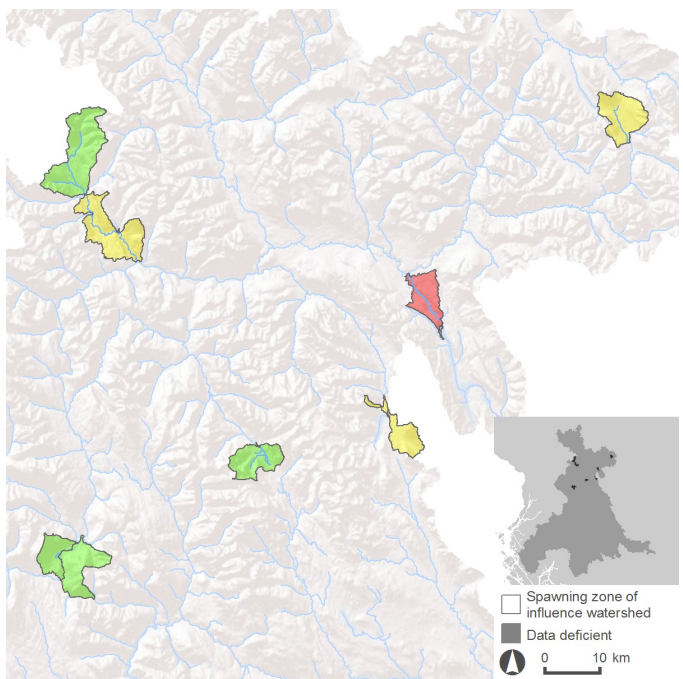 Spawning zone of
influence watershed
Data deficient
0 10 km